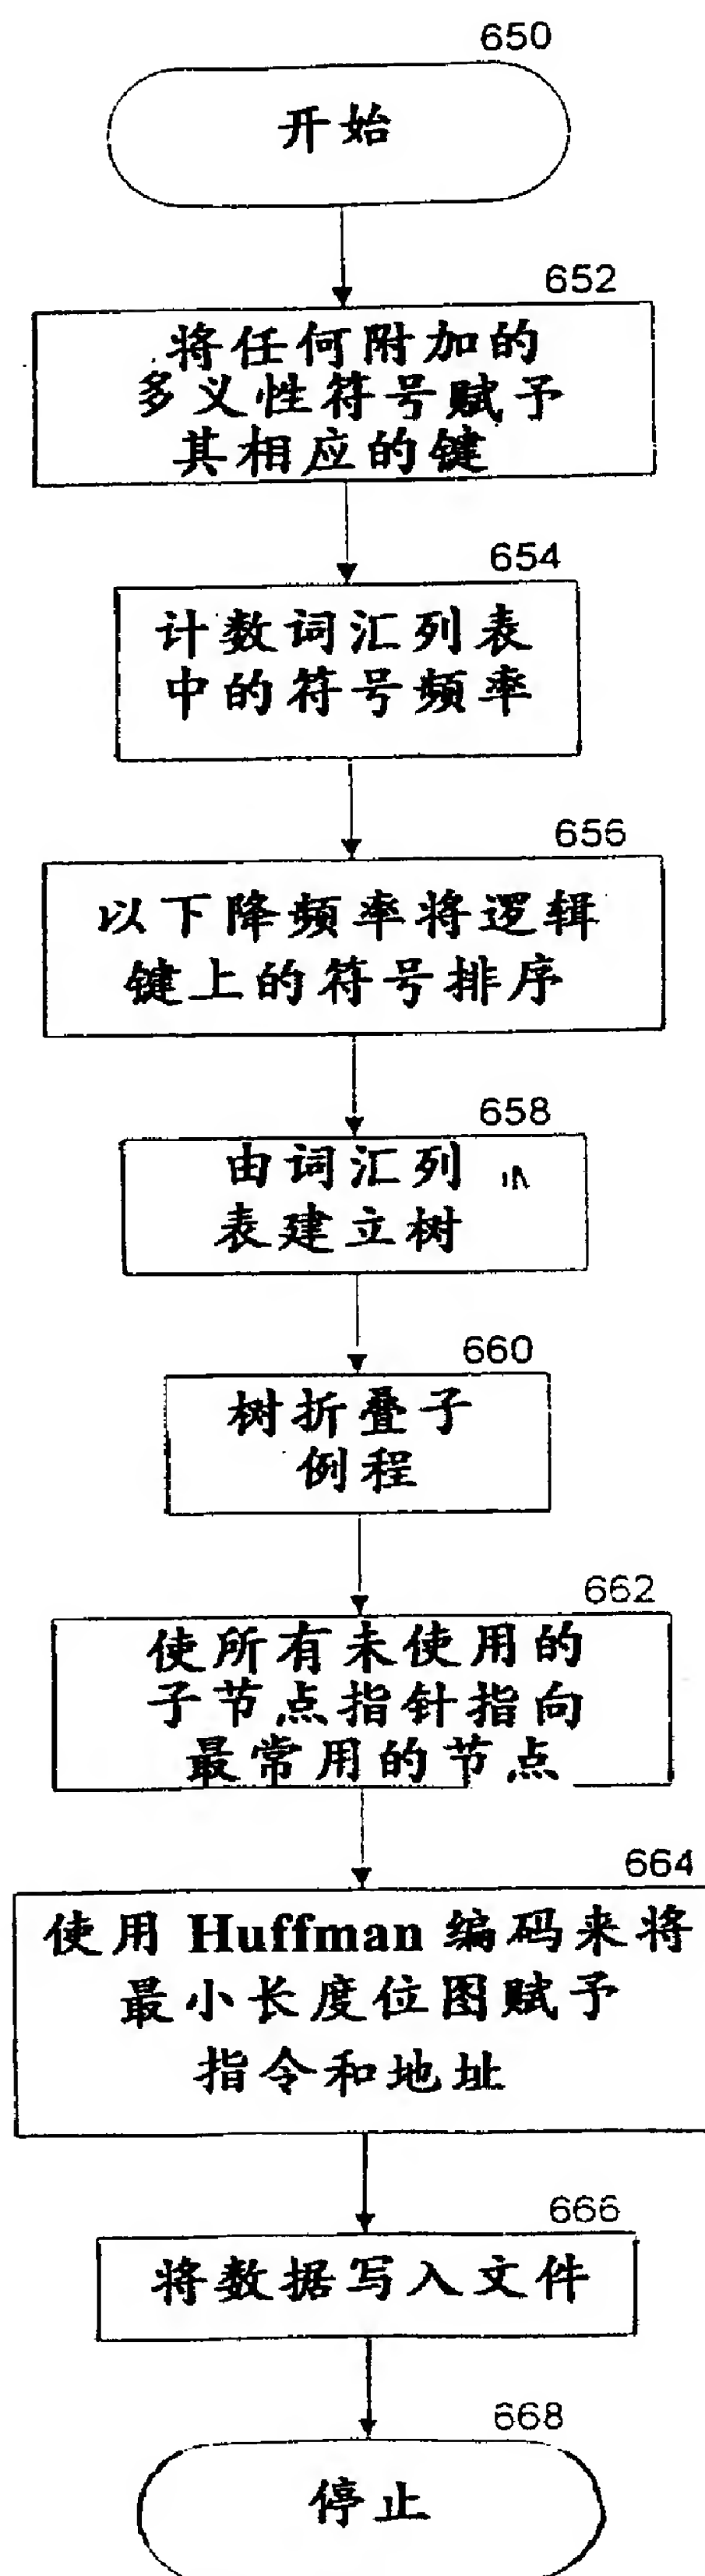 650
开始
652
将任何附加的
多义性符号赋予
其相应的键
654
计数词汇列表
中的符号频率
656
以下降频率将逻辑
键上的符号排序
658
由词汇列
表建立树
660
树折叠子
例程
662
使所有未使用的
子节点指针指向
最常用的节点
664
使用 Huffman 编码来将
最小长度位图赋予
指令和地址
666
将数据写入文件
668
停止